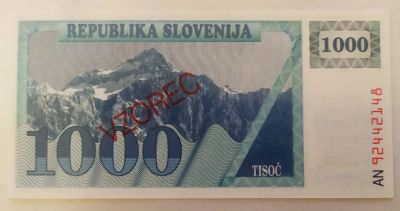 REPUBLIKA SLOVENIJA
1000
VZOREC
1000
TISOČ
AN 92442148